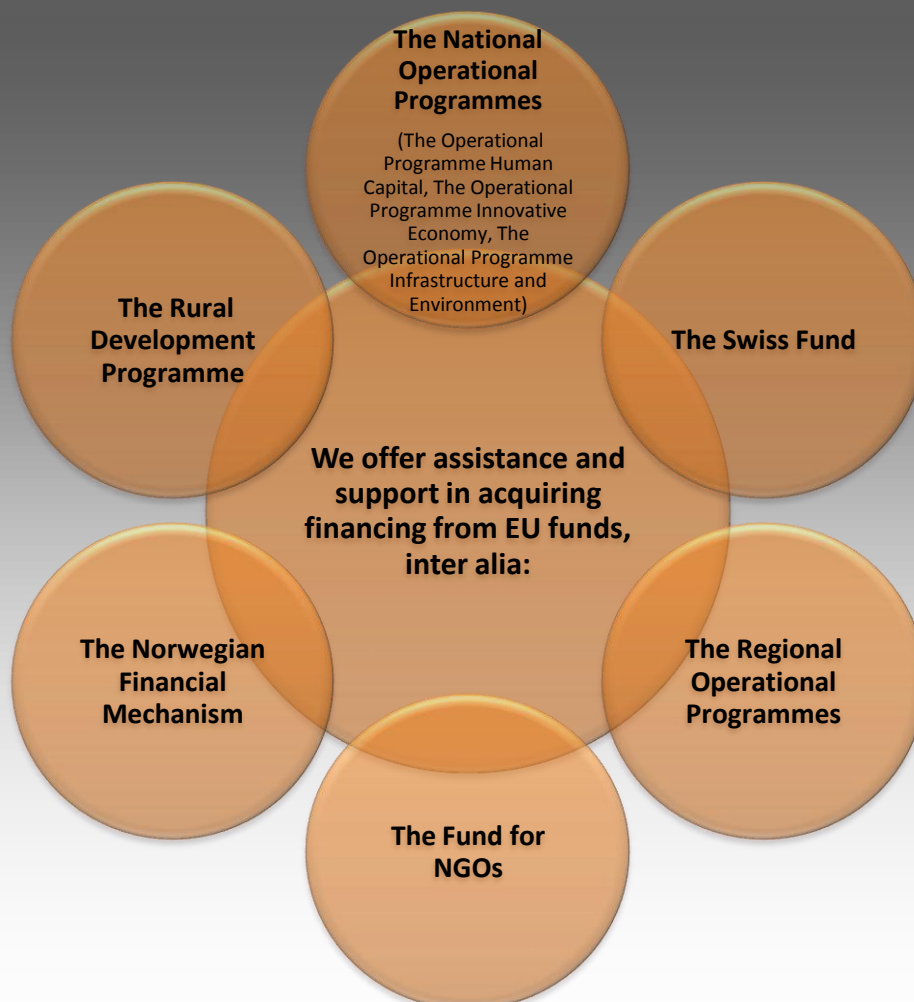 The National
Operational
Programmes
(The Operational
Programme Human
Capital, The Operational
Programme Innovative
Economy, The
Operational Programme
Infrastructure and
Environment)
The Rural
Development
Programme
The Swiss Fund
We offer assistance and
support in acquiring
financing from EU funds,
inter alia:
The Norwegian
Financial
Mechanism
The Regional
Operational
Programmes
The Fund for
NGOs